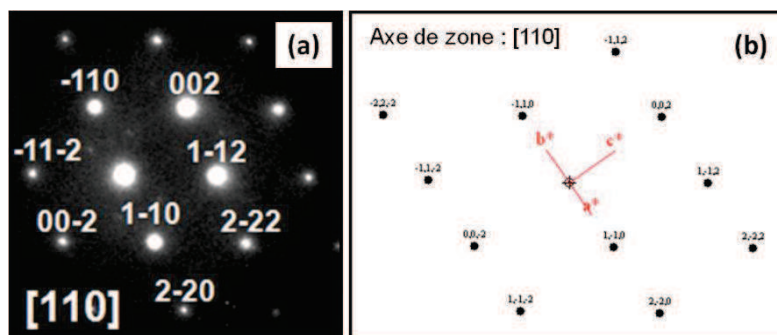 (a)
-110 002
-11-2 1-12
00-2 1-10 2-22
[110] 2-20
Axe de zone : [110] (b)
-1,1,2
-2,2,-2 -1,1,0 0,0,2
b* c*
-1,1,-2 a* 1,-1,2
0,0,-2 1,-1,0 2,-2,2
1,-1,-2 2,-2,0